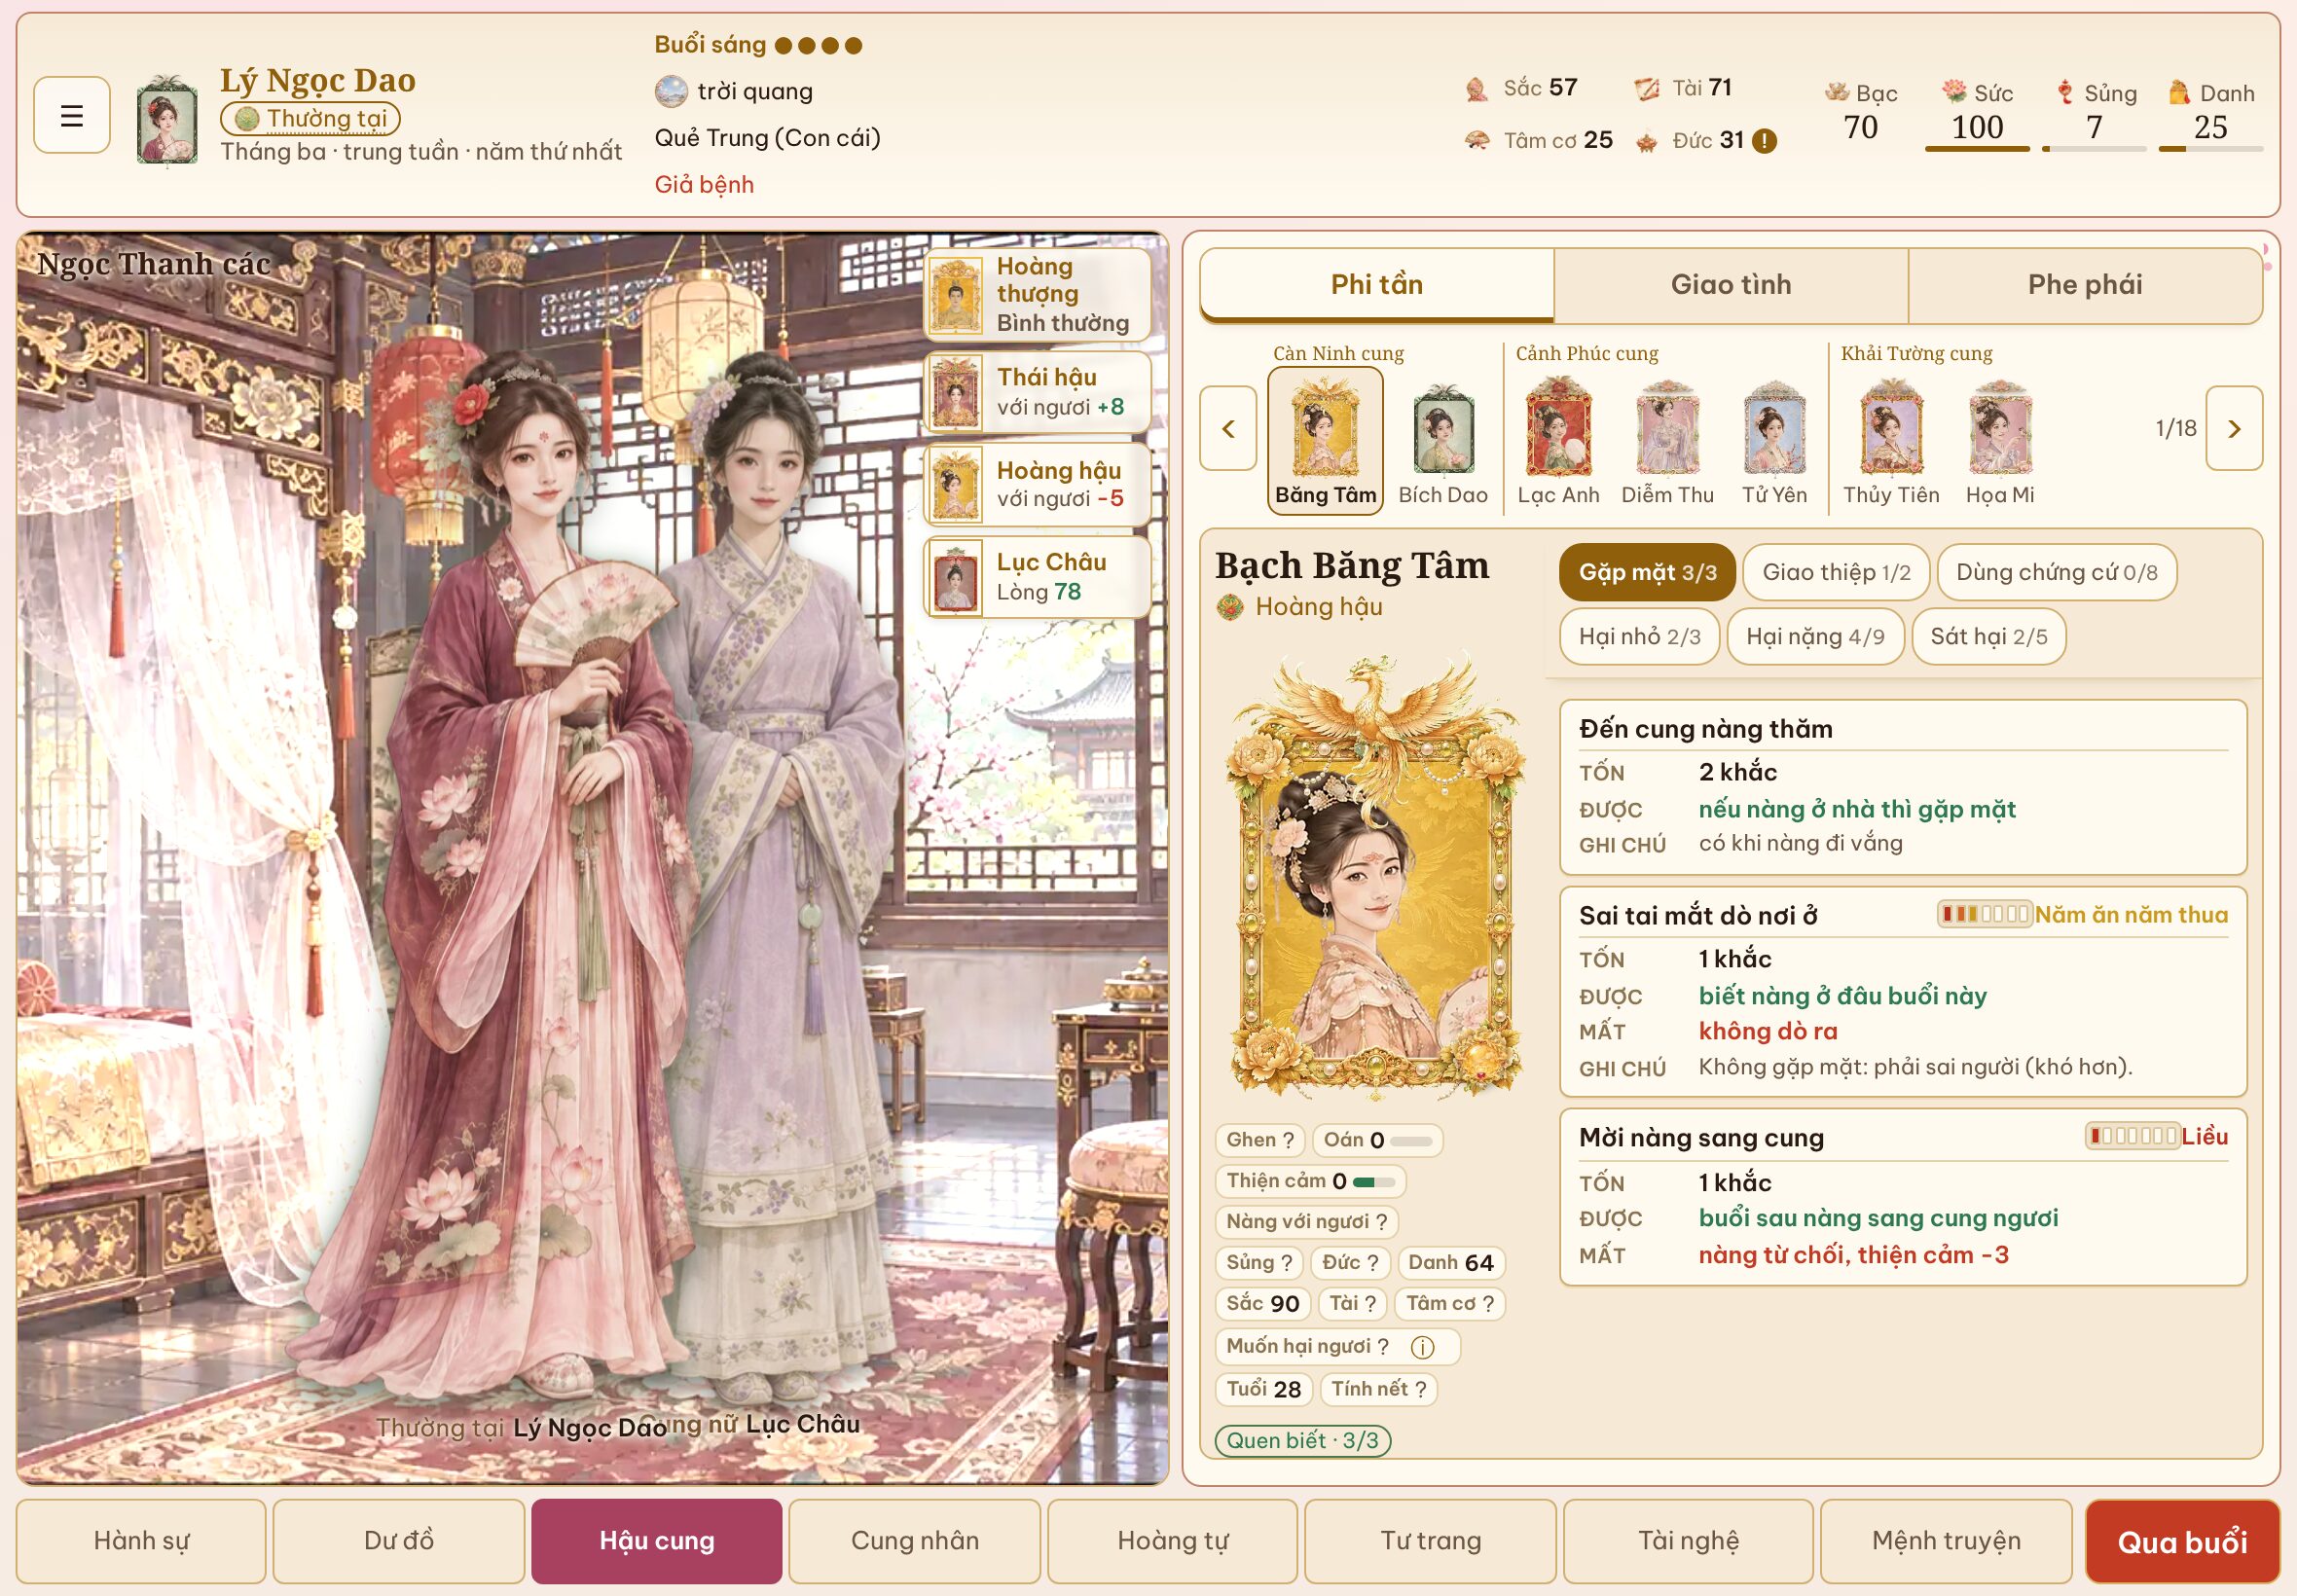 ☰
Lý Ngọc Dao
Thường tại
Tháng ba · trung tuần · năm thứ nhất
Buổi sáng
trời quang
Quẻ Trung (Con cái)
Giả bệnh
Sắc 57
Tài 71
Tâm cơ 25
Đức 31 !
Bạc
70
Sức
100
Sủng
7
Danh
25
Ngọc Thanh các
Hoàng thượng
Bình thường
Thái hậu
với ngươi +8
Hoàng hậu
với ngươi -5
Lục Châu
Lòng 78
Thường tại Lý Ngọc Dao
Cung nữ Lục Châu
Phi tần
Giao tình
Phe phái
Càn Ninh cung
Cảnh Phúc cung
Khải Tường cung
‹
Băng Tâm
Bích Dao
Lạc Anh
Diễm Thu
Tử Yên
Thủy Tiên
Họa Mi
1/18
›
Bạch Băng Tâm
Hoàng hậu
Ghen ?
Oán 0
Thiện cảm 0
Nàng với ngươi ?
Sủng ?
Đức ?
Danh 64
Sắc 90
Tài ?
Tâm cơ ?
Muốn hại ngươi ? ⓘ
Tuổi 28
Tính nết ?
Quen biết · 3/3
Gặp mặt 3/3
Giao thiệp 1/2
Dùng chứng cứ 0/8
Hại nhỏ 2/3
Hại nặng 4/9
Sát hại 2/5
Đến cung nàng thăm
TỐN 2 khắc
ĐƯỢC nếu nàng ở nhà thì gặp mặt
GHI CHÚ có khi nàng đi vắng
Sai tai mắt dò nơi ở
Năm ăn năm thua
TỐN 1 khắc
ĐƯỢC biết nàng ở đâu buổi này
MẤT không dò ra
GHI CHÚ Không gặp mặt: phải sai người (khó hơn).
Mời nàng sang cung
Liều
TỐN 1 khắc
ĐƯỢC buổi sau nàng sang cung ngươi
MẤT nàng từ chối, thiện cảm -3
Hành sự
Dư đồ
Hậu cung
Cung nhân
Hoàng tự
Tư trang
Tài nghệ
Mệnh truyện
Qua buổi